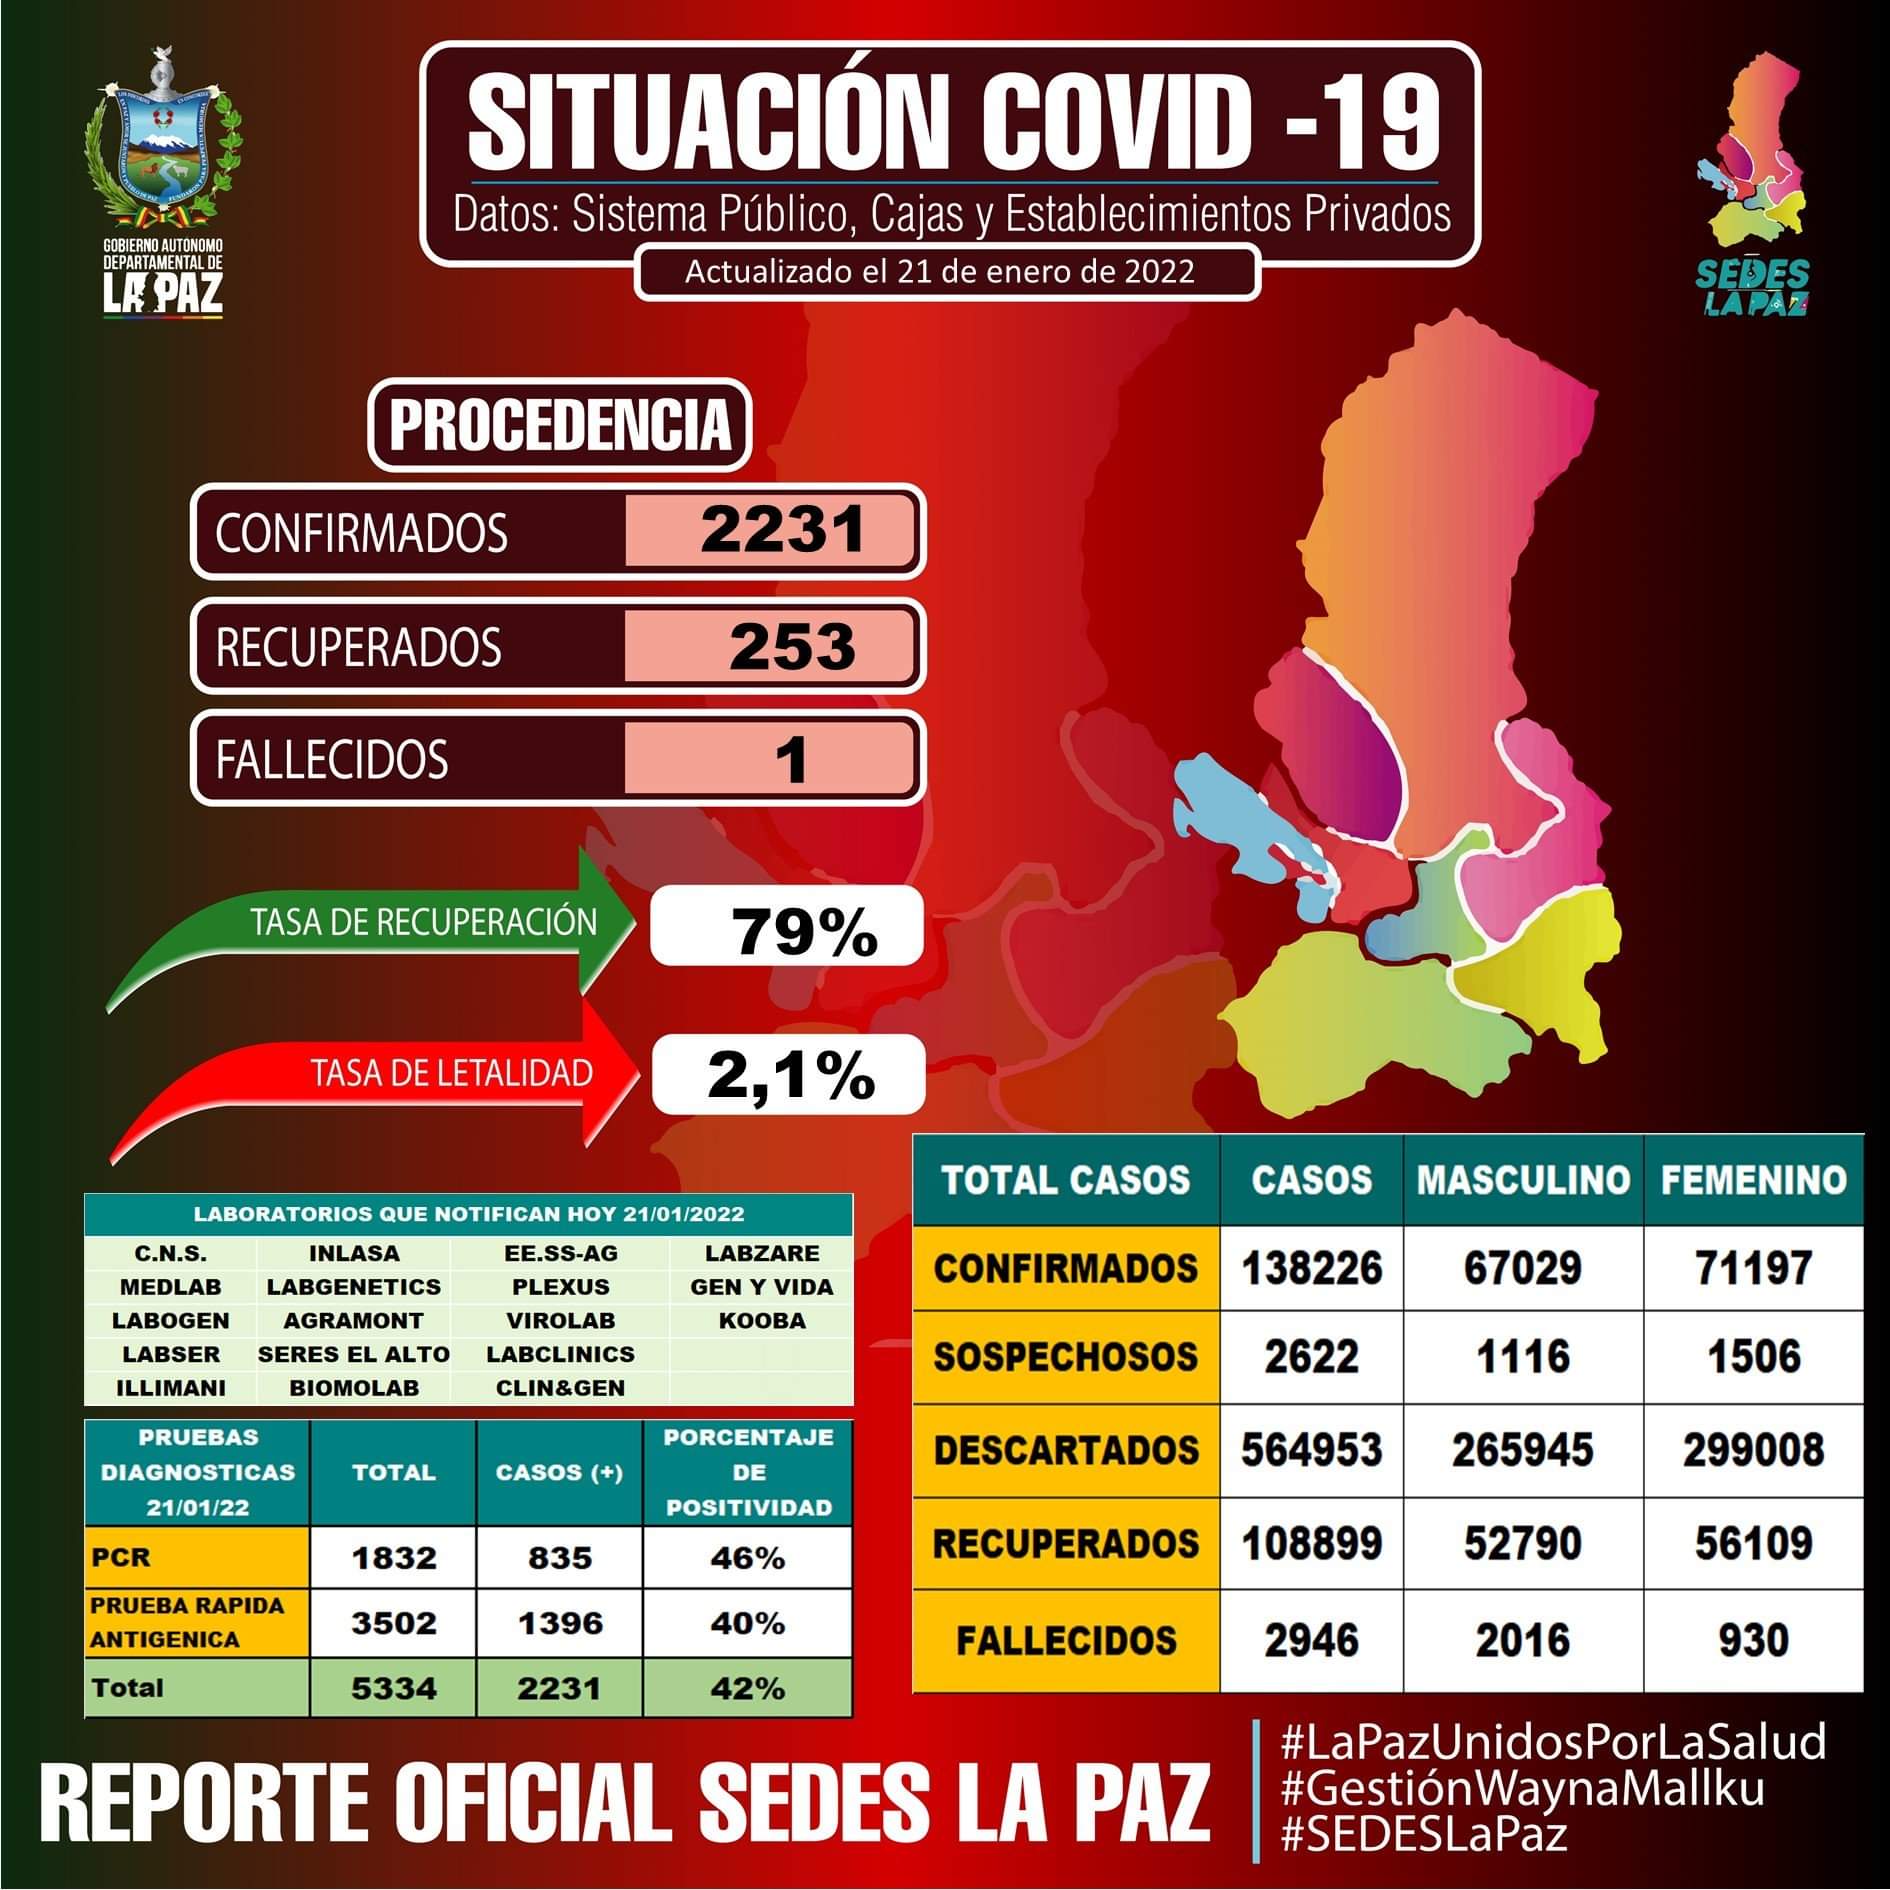 SITUACIÓN COVID -19
Datos: Sistema Público, Cajas y Establecimientos Privados
Actualizado el 21 de enero de 2022
GOBIERNO AUTÓNOMO
DEPARTAMENTAL DE
LA PAZ
SEDES
LA PAZ
PROCEDENCIA
CONFIRMADOS 2231
RECUPERADOS 253
FALLECIDOS 1
TASA DE RECUPERACIÓN 79%
TASA DE LETALIDAD 2,1%
LABORATORIOS QUE NOTIFICAN HOY 21/01/2022
C.N.S. INLASA EE.SS-AG LABZARE
MEDLAB LABGENETICS PLEXUS GEN Y VIDA
LABOGEN AGRAMONT VIROLAB KOOBA
LABSER SERES EL ALTO LABCLINICS
ILLIMANI BIOMOLAB CLIN&GEN
PRUEBAS DIAGNOSTICAS 21/01/22 TOTAL CASOS (+) PORCENTAJE DE POSITIVIDAD
PCR 1832 835 46%
PRUEBA RAPIDA ANTIGENICA 3502 1396 40%
Total 5334 2231 42%
TOTAL CASOS CASOS MASCULINO FEMENINO
CONFIRMADOS 138226 67029 71197
SOSPECHOSOS 2622 1116 1506
DESCARTADOS 564953 265945 299008
RECUPERADOS 108899 52790 56109
FALLECIDOS 2946 2016 930
REPORTE OFICIAL SEDES LA PAZ
#LaPazUnidosPorLaSalud
#GestiónWaynaMallku
#SEDESLaPaz